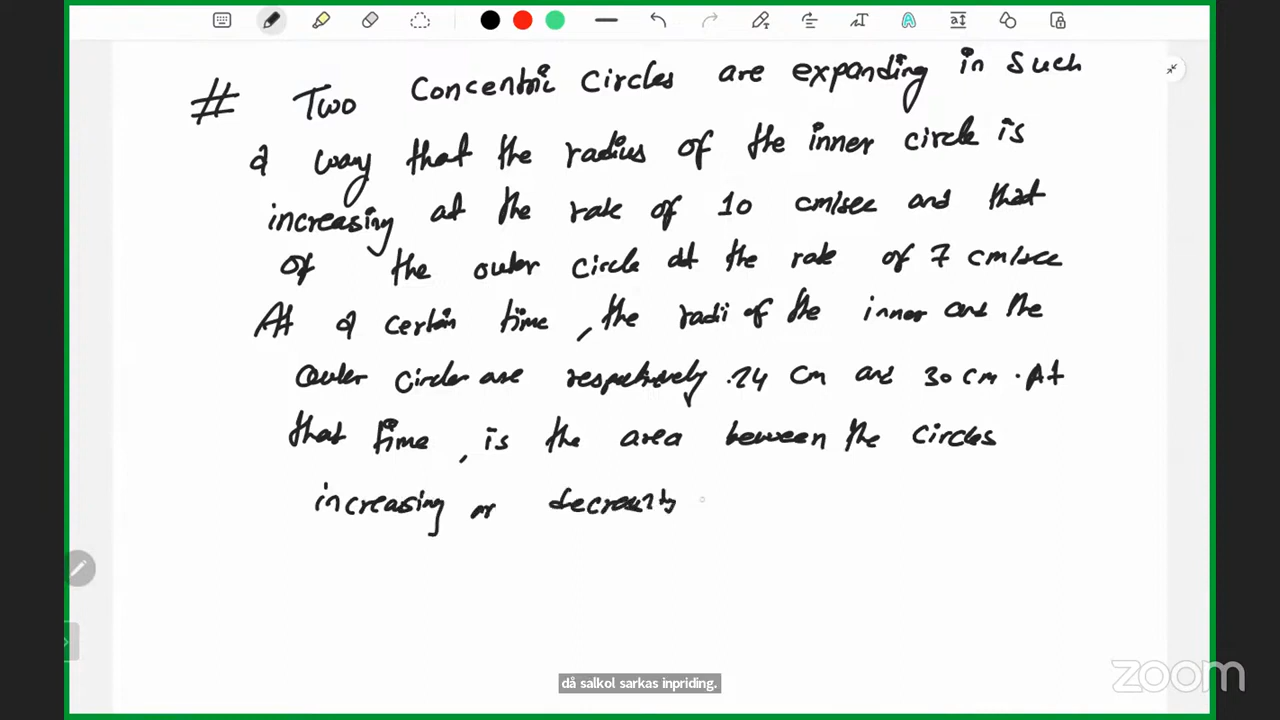 # Two Concentric Circles are expanding in such
a way that the radius of the inner circle is
increasing at the rate of 10 cm/sec and that
of the outer circle at the rate of 7 cm/sec
At a certain time, the radii of the inner and the
outer circles are respectively 24 cm and 30 cm. At
that time, is the area beween the circles
increasing or decreasing
då salkol sarkas inpriding.
zoom